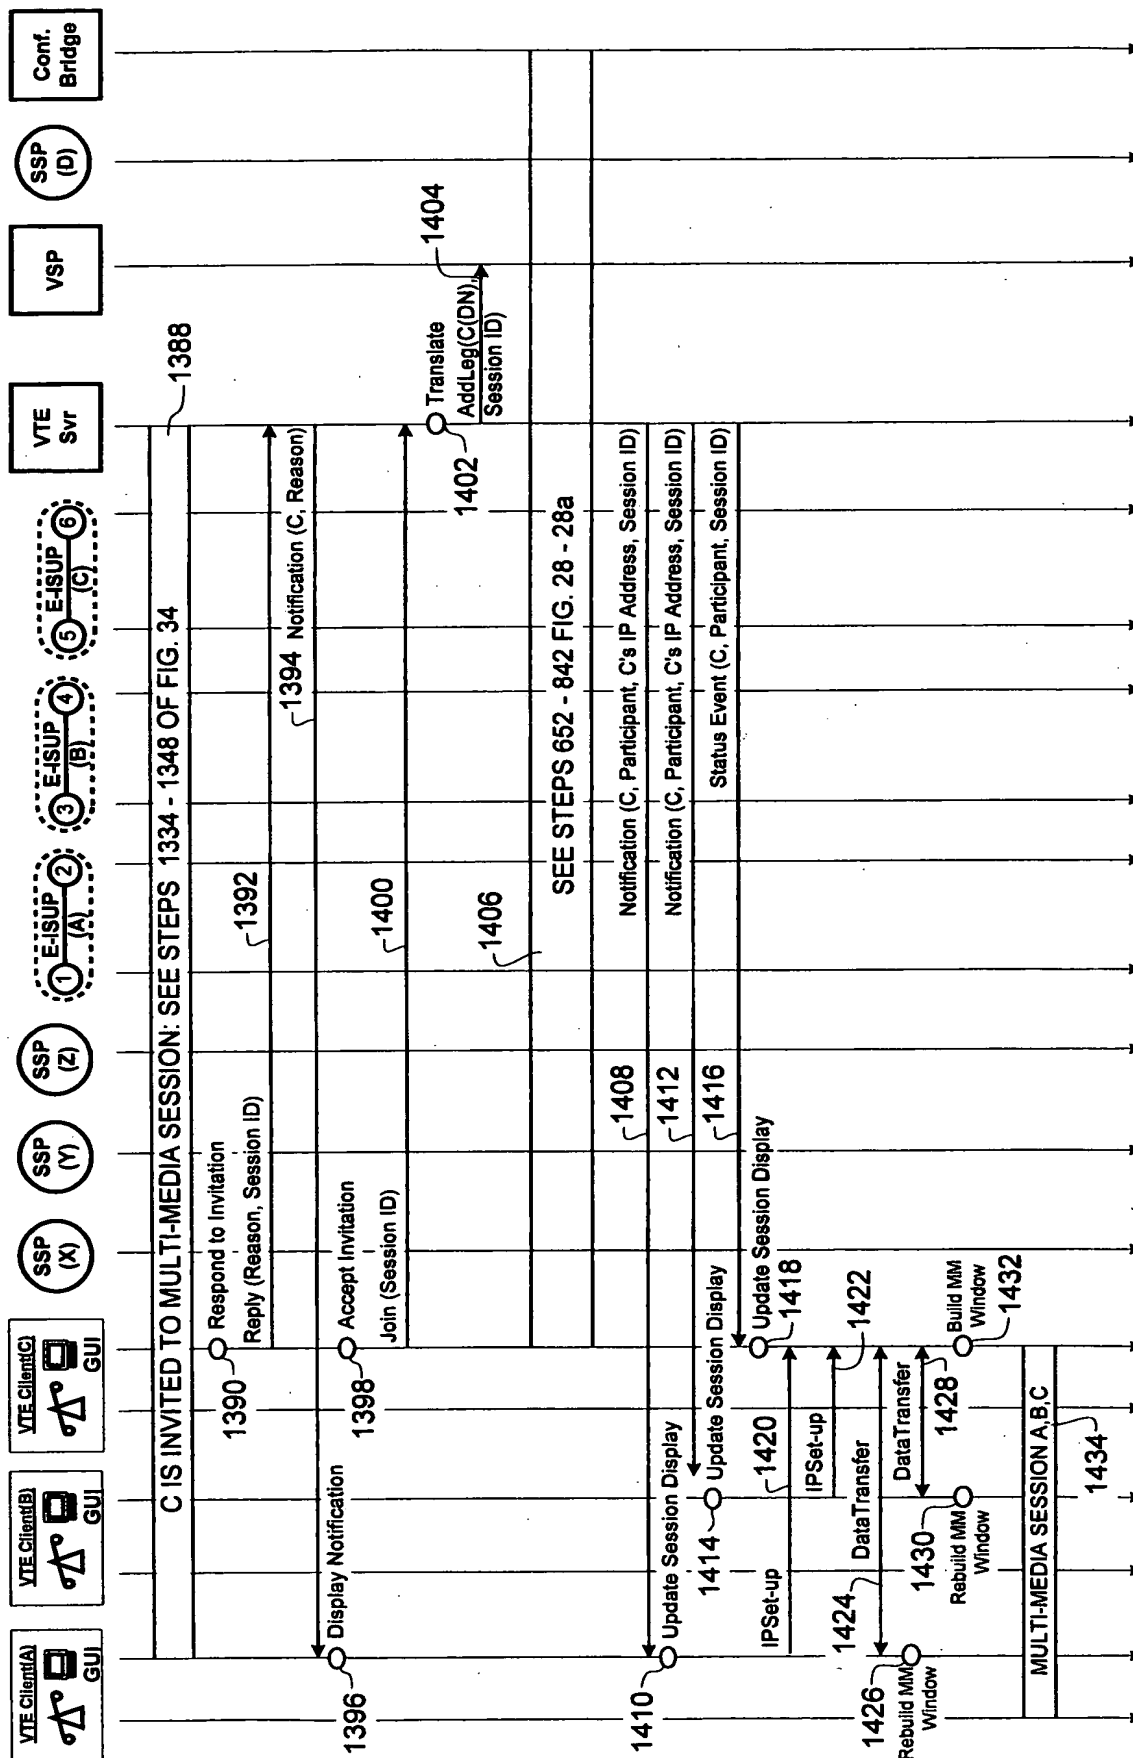 VTE Client(A)
GUI
VTE Client(B)
GUI
VTE Client(C)
GUI
SSP
(X)
SSP
(Y)
SSP
(Z)
1
E-ISUP
(A)
2
3
E-ISUP
(B)
4
5
E-ISUP
(C)
6
VTE
Svr
VSP
SSP
(D)
Conf.
Bridge
C IS INVITED TO MULTI-MEDIA SESSION: SEE STEPS 1334 - 1348 OF FIG. 34
1388
1390
Respond to Invitation
Reply (Reason, Session ID)
1392
1394
Notification (C, Reason)
1396
Display Notification
1398
Accept Invitation
Join (Session ID)
1400
1402
Translate
AddLeg(C(DN),
Session ID)
1404
1406
SEE STEPS 652 - 842 FIG. 28 - 28a
1408
Notification (C, Participant, C's IP Address, Session ID)
1410
Update Session Display
1412
Notification (C, Participant, C's IP Address, Session ID)
1414
Update Session Display
1416
Status Event (C, Participant, Session ID)
1418
Update Session Display
IPSet-up
1420
IPSet-up
1422
1424
DataTransfer
1426
Rebuild MM
Window
DataTransfer
1428
1430
Rebuild MM
Window
Build MM
Window
1432
MULTI-MEDIA SESSION A,B,C
1434